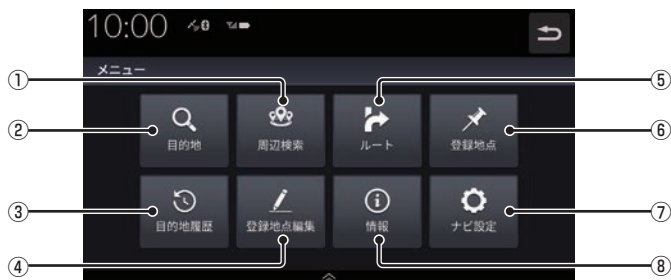 10:00
メニュー
① ⑤
② 目的地 周辺検索 ルート 登録地点 ⑥
③ 目的地履歴 登録地点編集 情報 ナビ設定 ⑦
④ ⑧